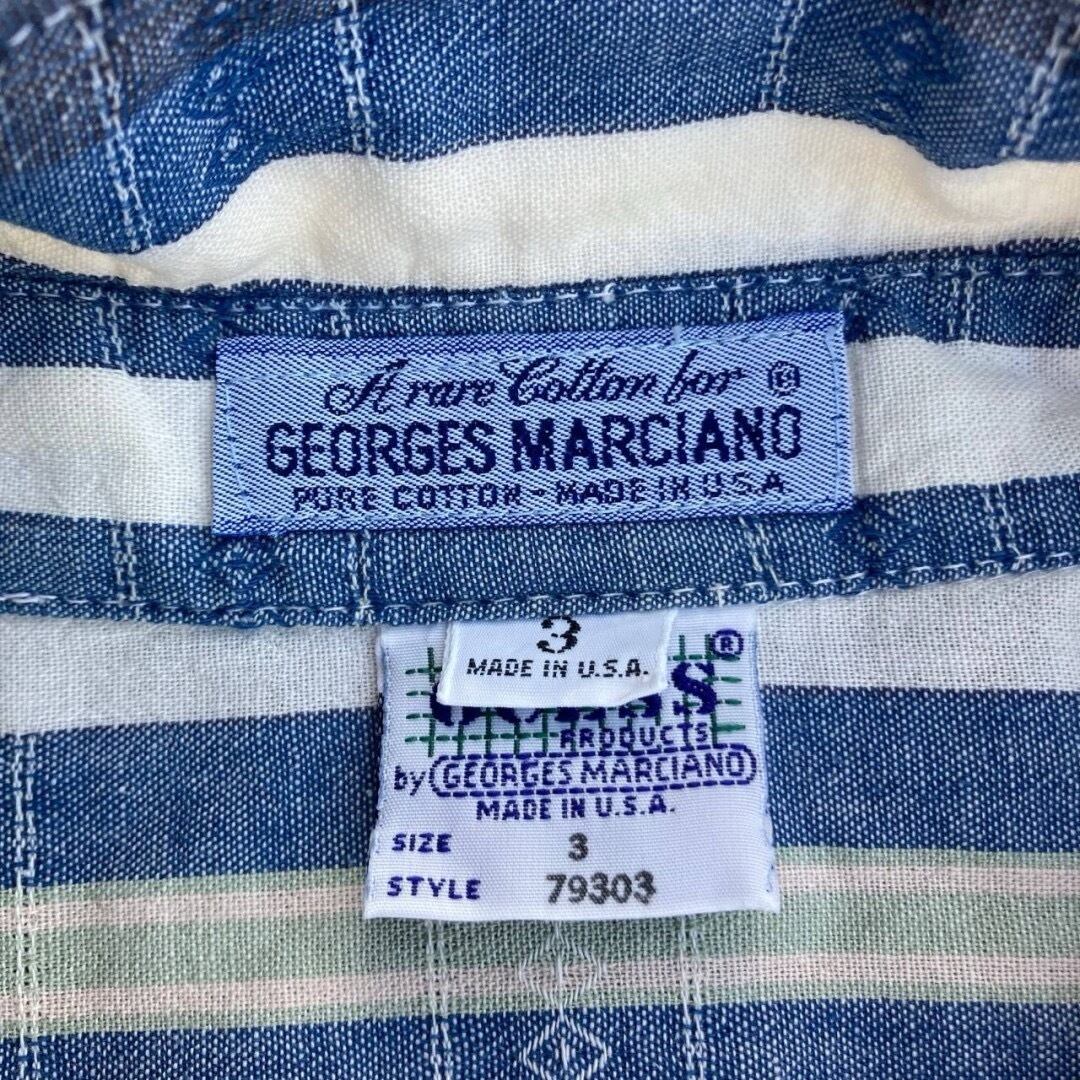 A rare Cotton for ®
GEORGES MARCIANO
PURE COTTON - MADE IN U.S.A
3
MADE IN U.S.A.
®
PRODUCTS
by GEORGES MARCIANO
MADE IN U.S.A.
SIZE 3
STYLE 79303